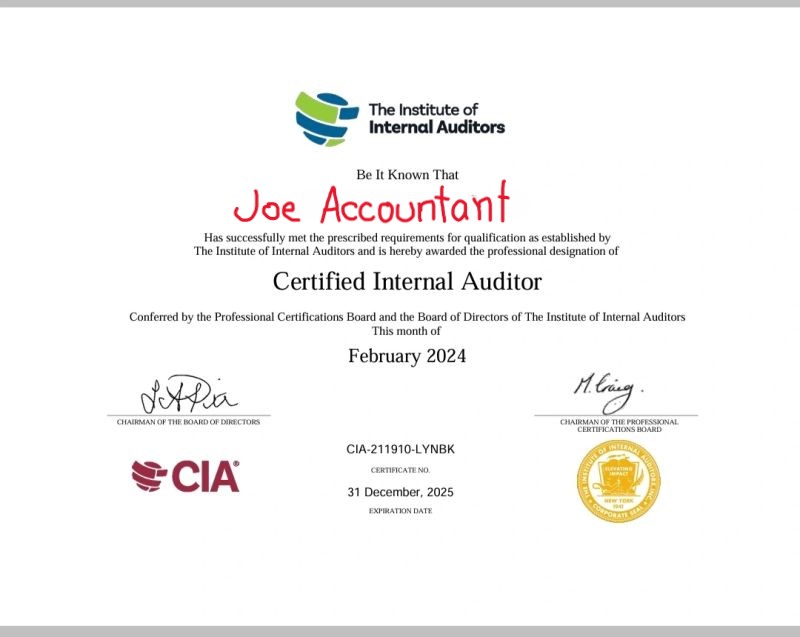 The Institute of
Internal Auditors
Be It Known That
Joe Accountant
Has successfully met the prescribed requirements for qualification as established by
The Institute of Internal Auditors and is hereby awarded the professional designation of
Certified Internal Auditor
Conferred by the Professional Certifications Board and the Board of Directors of The Institute of Internal Auditors
This month of
February 2024
M. Craig.
CHAIRMAN OF THE BOARD OF DIRECTORS
CHAIRMAN OF THE PROFESSIONAL
CERTIFICATIONS BOARD
CIA®
CIA-211910-LYNBK
CERTIFICATE NO.
31 December, 2025
EXPIRATION DATE
THE INSTITUTE OF INTERNAL AUDITORS INC.
ELEVATING
IMPACT
NEW YORK
1941
CORPORATE SEAL